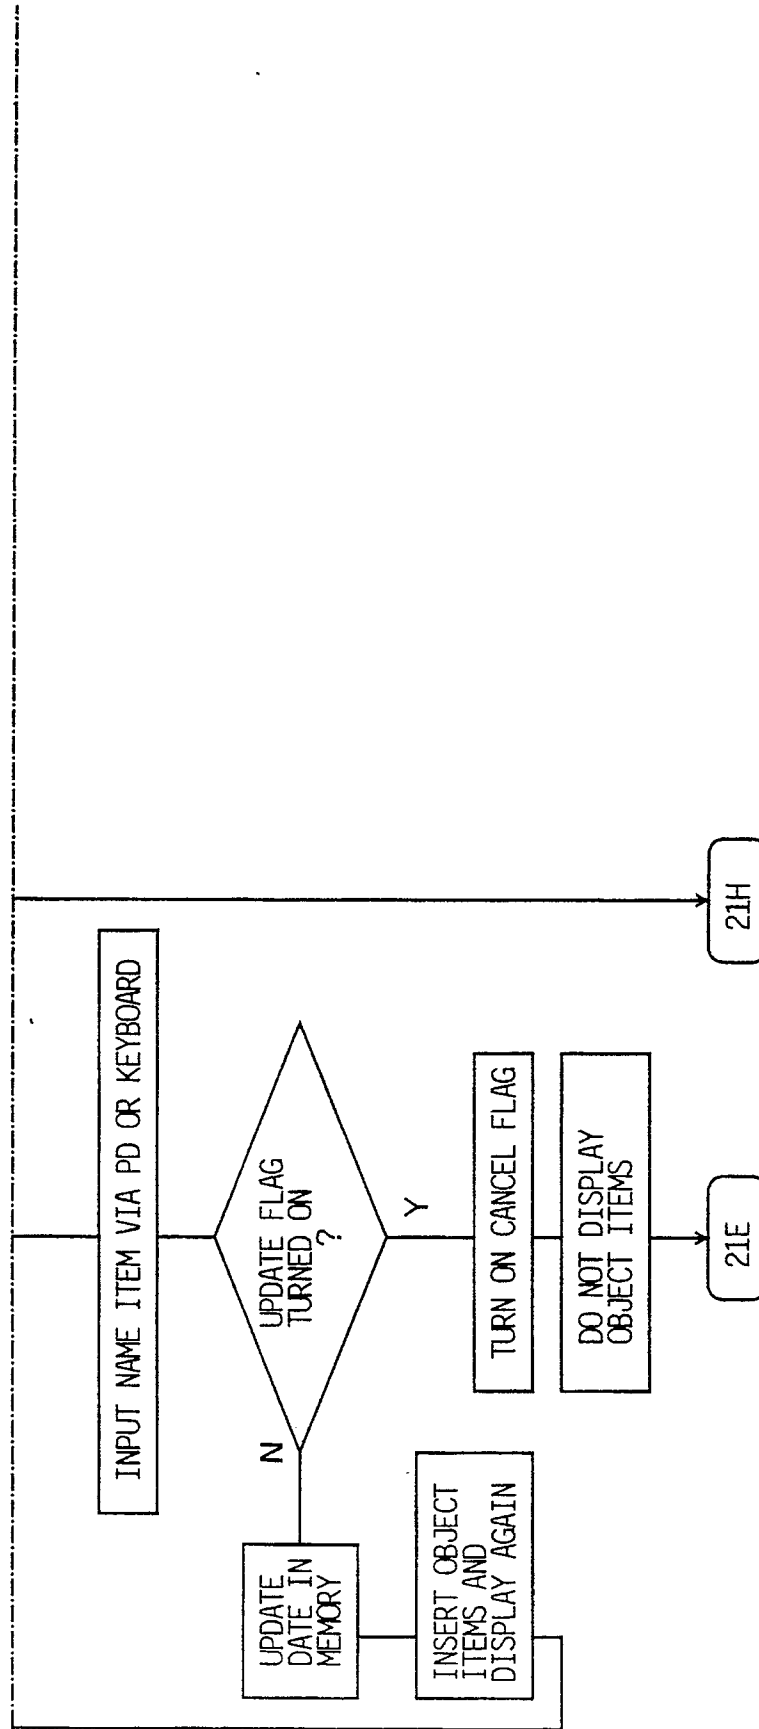 INPUT NAME ITEM VIA PD OR KEYBOARD
UPDATE FLAG
TURNED ON
?
N
Y
UPDATE
DATE IN
MEMORY
INSERT OBJECT
ITEMS AND
DISPLAY AGAIN
TURN ON CANCEL FLAG
DO NOT DISPLAY
OBJECT ITEMS
21E
21H